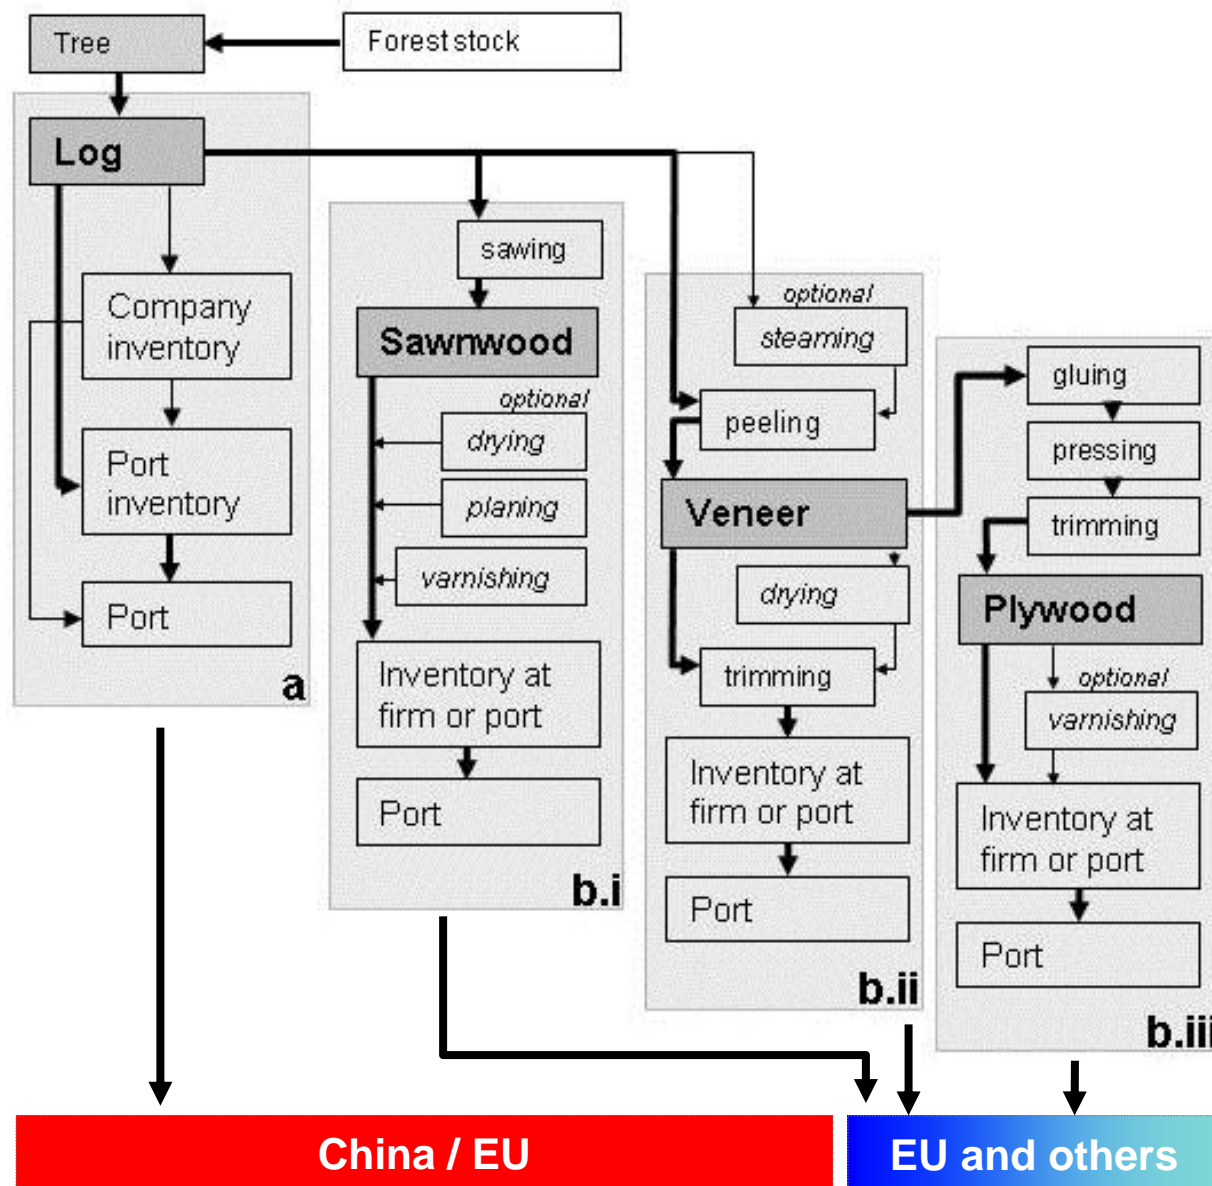 Tree
Forest stock
Log
Company
inventory
Port
inventory
Port
a
sawing
Sawnwood
optional
drying
planing
varnishing
Inventory at
firm or port
Port
b.i
optional
steaming
peeling
Veneer
drying
trimming
Inventory at
firm or port
Port
b.ii
gluing
pressing
trimming
Plywood
optional
varnishing
Inventory at
firm or port
Port
b.iii
China / EU
EU and others